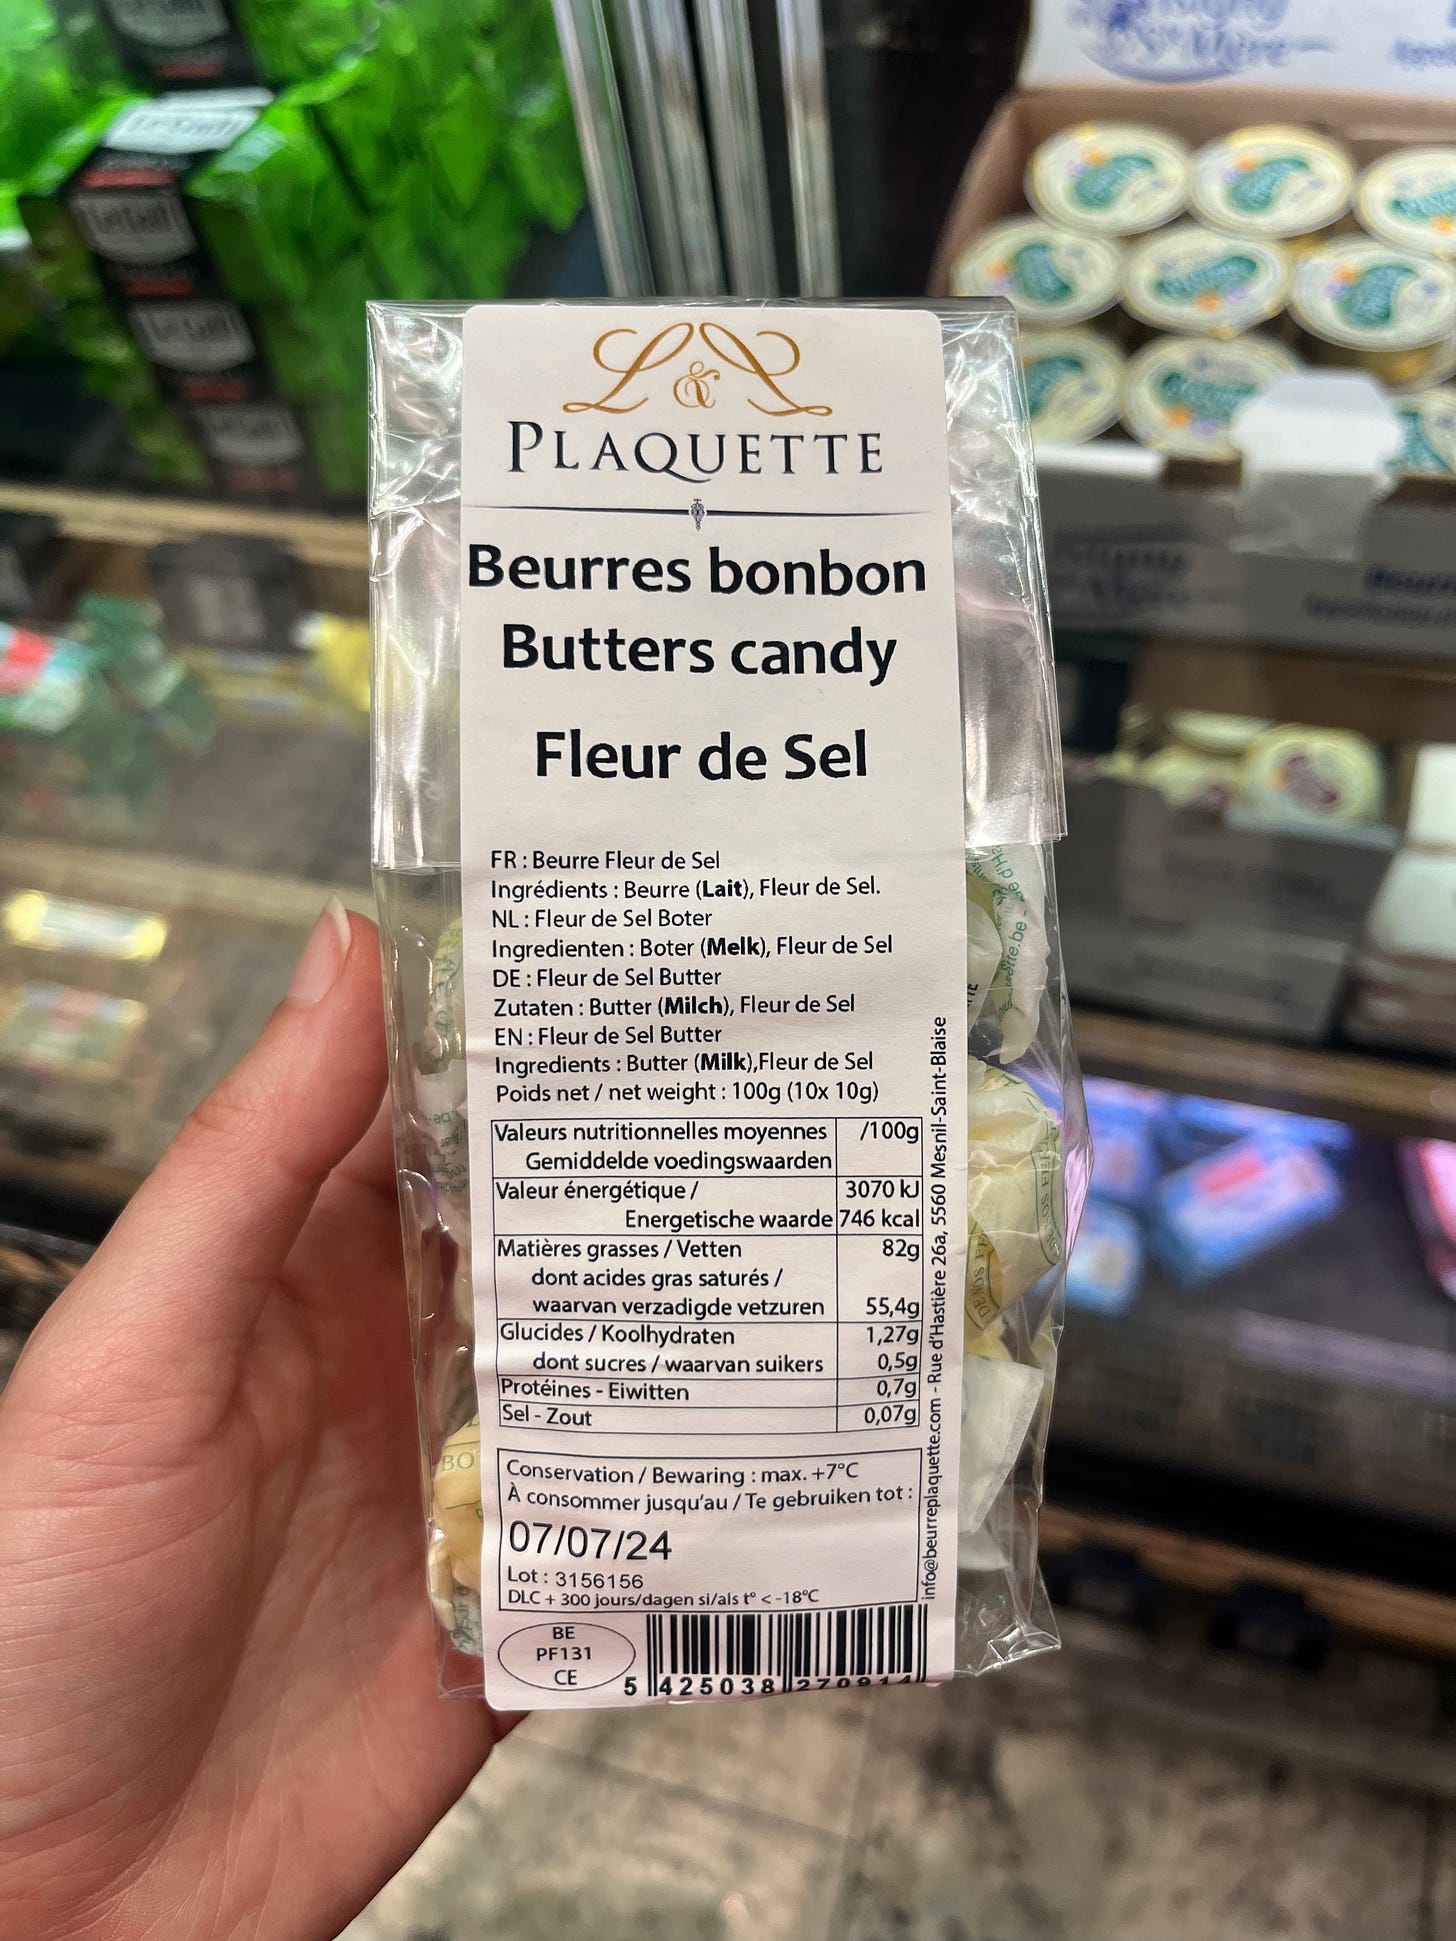 L & L
PLAQUETTE
Beurres bonbon
Butters candy
Fleur de Sel
FR : Beurre Fleur de Sel
Ingrédients : Beurre (Lait), Fleur de Sel.
NL : Fleur de Sel Boter
Ingredienten : Boter (Melk), Fleur de Sel
DE : Fleur de Sel Butter
Zutaten : Butter (Milch), Fleur de Sel
EN : Fleur de Sel Butter
Ingredients : Butter (Milk),Fleur de Sel
Poids net / net weight : 100g (10x 10g)
Valeurs nutritionnelles moyennes /100g
Gemiddelde voedingswaarden
Valeur énergétique / 3070 kJ
Energetische waarde 746 kcal
Matières grasses / Vetten 82g
dont acides gras saturés /
waarvan verzadigde vetzuren 55,4g
Glucides / Koolhydraten 1,27g
dont sucres / waarvan suikers 0,5g
Protéines - Eiwitten 0,7g
Sel - Zout 0,07g
Conservation / Bewaring : max. +7°C
À consommer jusqu'au / Te gebruiken tot :
07/07/24
Lot : 3156156
DLC + 300 jours/dagen si/als t° < -18°C
BE
PF131
CE
5 425038 270914
info@beurreplaquette.com - Rue d'Hastière 26a, 5560 Mesnil-Saint-Blaise